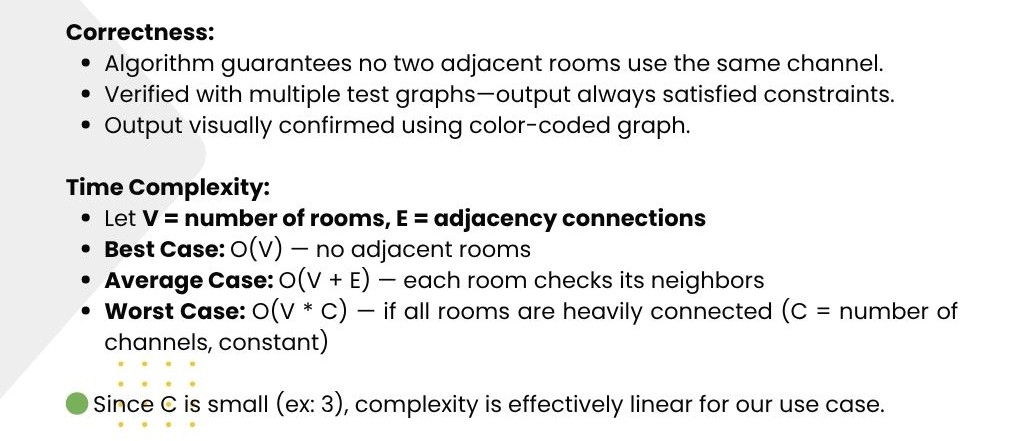 Correctness:
• Algorithm guarantees no two adjacent rooms use the same channel.
• Verified with multiple test graphs—output always satisfied constraints.
• Output visually confirmed using color-coded graph.
Time Complexity:
• Let V = number of rooms, E = adjacency connections
• Best Case: O(V) — no adjacent rooms
• Average Case: O(V + E) — each room checks its neighbors
• Worst Case: O(V * C) — if all rooms are heavily connected (C = number of
channels, constant)
Since C is small (ex: 3), complexity is effectively linear for our use case.